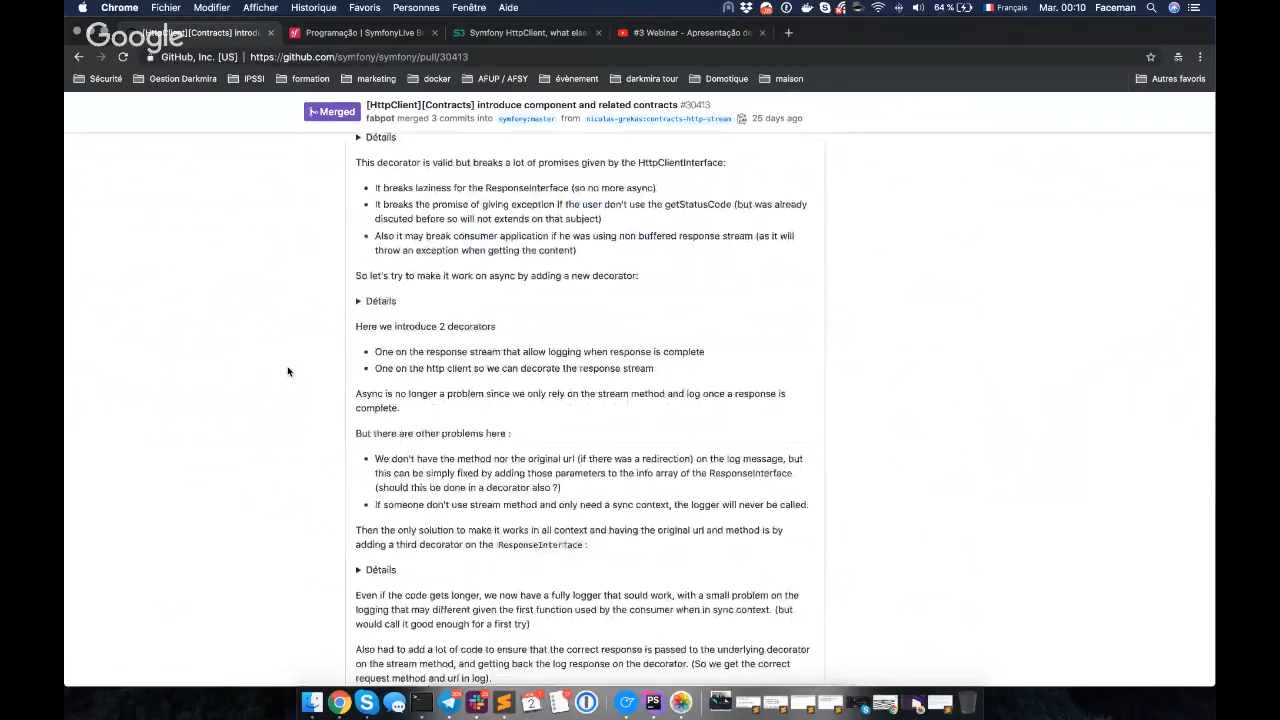 Chrome Fichier Modifier Afficher Historique Favoris Personnes Fenêtre Aide 64 % Français Mar. 00:10 Faceman
Google
[HttpClient][Contracts] introdu × Programação | SymfonyLive B × Symfony HttpClient, what else × #3 Webinar - Apresentação de ×
GitHub, Inc. [US] https://github.com/symfony/symfony/pull/30413
Sécurité Gestion Darkmira IPSSI formation marketing docker AFUP / AFSY évènement darkmira tour Domotique maison Autres favoris
Merged [HttpClient][Contracts] introduce component and related contracts #30413
fabpot merged 3 commits into symfony:master from nicolas-grekas:contracts-http-stream 25 days ago
Détails
This decorator is valid but breaks a lot of promises given by the HttpClientInterface:
It breaks laziness for the ResponseInterface (so no more async).
It breaks the promise of giving exception if the user don't use the getStatusCode (but was already
discuted before so will not extends on that subject)
Also it may break consumer application if he was using non buffered response stream (as it will
throw an exception when getting the content)
So let's try to make it work on async by adding a new decorator:
Détails
Here we introduce 2 decorators
One on the response stream that allow logging when response is complete
One on the http client so we can decorate the response stream
Async is no longer a problem since we only rely on the stream method and log once a response is
complete.
But there are other problems here :
We don't have the method nor the original url (if there was a redirection) on the log message, but
this can be simply fixed by adding those parameters to the info array of the ResponseInterface
(should this be done in a decorator also ?)
If someone don't use stream method and only need a sync context, the logger will never be called.
Then the only solution to make it works in all context and having the original url and method is by
adding a third decorator on the ResponseInterface :
Détails
Even if the code gets longer, we now have a fully logger that sould work, with a small problem on the
logging that may different given the first function used by the consumer when in sync context. (but
would call it good enough for a first try)
Also had to add a lot of code to ensure that the correct response is passed to the underlying decorator
on the stream method, and getting back the log response on the decorator. (So we get the correct
request method and url in log).